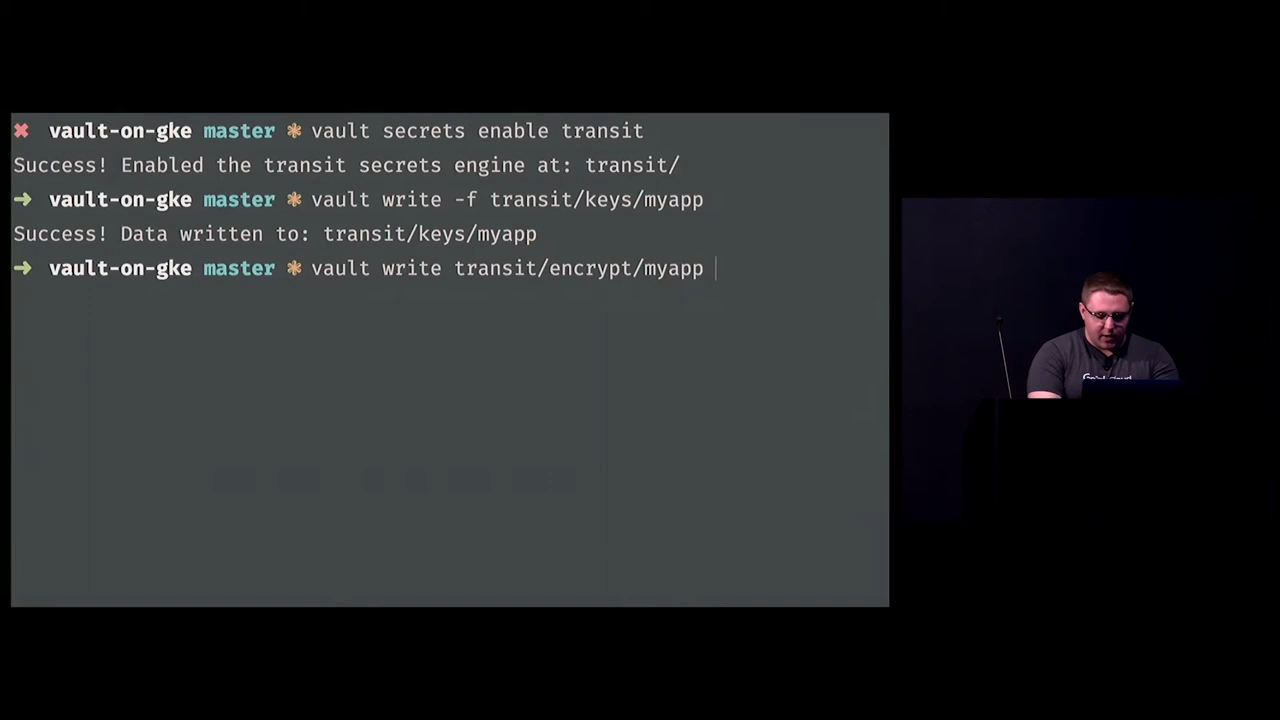 ✖ vault-on-gke master ❃ vault secrets enable transit
Success! Enabled the transit secrets engine at: transit/
➜ vault-on-gke master ❃ vault write -f transit/keys/myapp
Success! Data written to: transit/keys/myapp
➜ vault-on-gke master ❃ vault write transit/encrypt/myapp